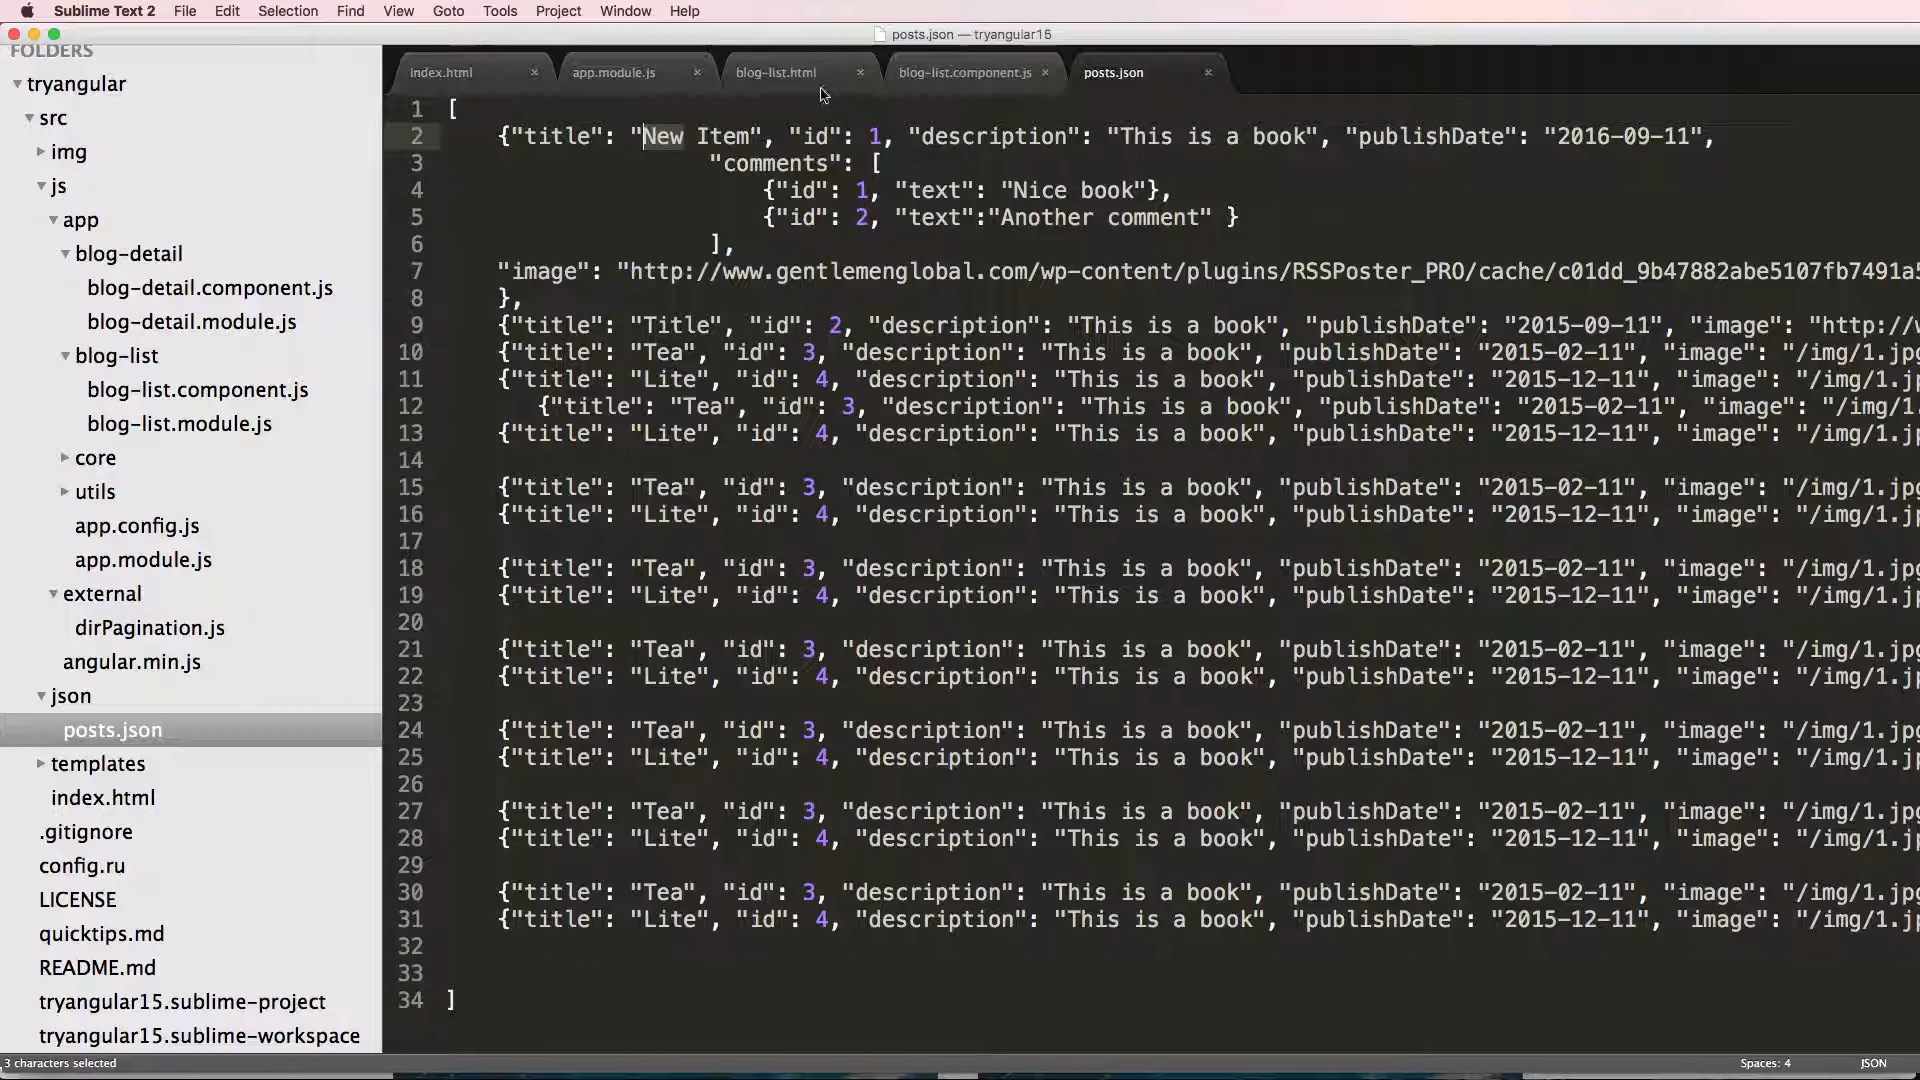 Sublime Text 2 File Edit Selection Find View Goto Tools Project Window Help
posts.json — tryangular15
FOLDERS
tryangular
src
img
js
app
blog-detail
blog-detail.component.js
blog-detail.module.js
blog-list
blog-list.component.js
blog-list.module.js
core
utils
app.config.js
app.module.js
external
dirPagination.js
angular.min.js
json
posts.json
templates
index.html
.gitignore
config.ru
LICENSE
quicktips.md
README.md
tryangular15.sublime-project
tryangular15.sublime-workspace
index.html × app.module.js × blog-list.html × blog-list.component.js × posts.json ×
1 [
2 {"title": "New Item", "id": 1, "description": "This is a book", "publishDate": "2016-09-11",
3 "comments": [
4 {"id": 1, "text": "Nice book"},
5 {"id": 2, "text":"Another comment" }
6 ],
7 "image": "http://www.gentlemenglobal.com/wp-content/plugins/RSSPoster_PRO/cache/c01dd_9b47882abe5107fb7491a5
8 },
9 {"title": "Title", "id": 2, "description": "This is a book", "publishDate": "2015-09-11", "image": "http://w
10 {"title": "Tea", "id": 3, "description": "This is a book", "publishDate": "2015-02-11", "image": "/img/1.jpg
11 {"title": "Lite", "id": 4, "description": "This is a book", "publishDate": "2015-12-11", "image": "/img/1.jp
12 {"title": "Tea", "id": 3, "description": "This is a book", "publishDate": "2015-02-11", "image": "/img/1.
13 {"title": "Lite", "id": 4, "description": "This is a book", "publishDate": "2015-12-11", "image": "/img/1.jp
14
15 {"title": "Tea", "id": 3, "description": "This is a book", "publishDate": "2015-02-11", "image": "/img/1.jpg
16 {"title": "Lite", "id": 4, "description": "This is a book", "publishDate": "2015-12-11", "image": "/img/1.jp
17
18 {"title": "Tea", "id": 3, "description": "This is a book", "publishDate": "2015-02-11", "image": "/img/1.jpg
19 {"title": "Lite", "id": 4, "description": "This is a book", "publishDate": "2015-12-11", "image": "/img/1.jp
20
21 {"title": "Tea", "id": 3, "description": "This is a book", "publishDate": "2015-02-11", "image": "/img/1.jpg
22 {"title": "Lite", "id": 4, "description": "This is a book", "publishDate": "2015-12-11", "image": "/img/1.jp
23
24 {"title": "Tea", "id": 3, "description": "This is a book", "publishDate": "2015-02-11", "image": "/img/1.jpg
25 {"title": "Lite", "id": 4, "description": "This is a book", "publishDate": "2015-12-11", "image": "/img/1.jp
26
27 {"title": "Tea", "id": 3, "description": "This is a book", "publishDate": "2015-02-11", "image": "/img/1.jpg
28 {"title": "Lite", "id": 4, "description": "This is a book", "publishDate": "2015-12-11", "image": "/img/1.jp
29
30 {"title": "Tea", "id": 3, "description": "This is a book", "publishDate": "2015-02-11", "image": "/img/1.jpg
31 {"title": "Lite", "id": 4, "description": "This is a book", "publishDate": "2015-12-11", "image": "/img/1.jp
32
33
34 ]
3 characters selected Spaces: 4 JSON